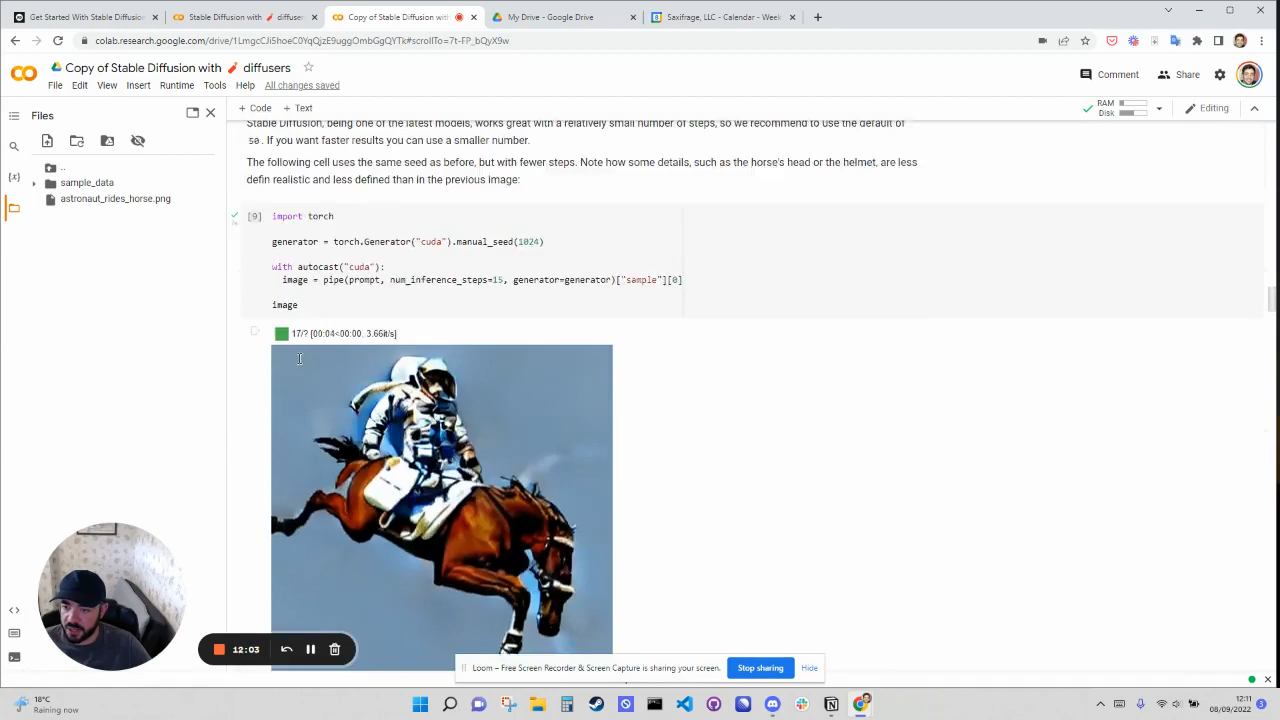 Get Started With Stable Diffusion
Stable Diffusion with diffusers
Copy of Stable Diffusion with
My Drive - Google Drive
Saxifrage, LLC - Calendar - Week
colab.research.google.com/drive/1LmgcCJi5hoeC0YqQjzE9uggOmbGgQYTk#scrollTo=7t-FP_bQyX9w
Copy of Stable Diffusion with diffusers
File Edit View Insert Runtime Tools Help All changes saved
Comment
Share
Files
+ Code + Text
RAM
Disk
Editing
..
sample_data
astronaut_rides_horse.png
Stable Diffusion, being one of the latest models, works great with a relatively small number of steps, so we recommend to use the default of
50. If you want faster results you can use a smaller number.
The following cell uses the same seed as before, but with fewer steps. Note how some details, such as the horse's head or the helmet, are less
defin realistic and less defined than in the previous image:
[9] import torch
generator = torch.Generator("cuda").manual_seed(1024)
with autocast("cuda"):
image = pipe(prompt, num_inference_steps=15, generator=generator)["sample"][0]
image
17/? [00:04<00:00, 3.66it/s]
12:03
Loom – Free Screen Recorder & Screen Capture is sharing your screen.
Stop sharing
Hide
18°C
Raining now
12:11
08/09/2022